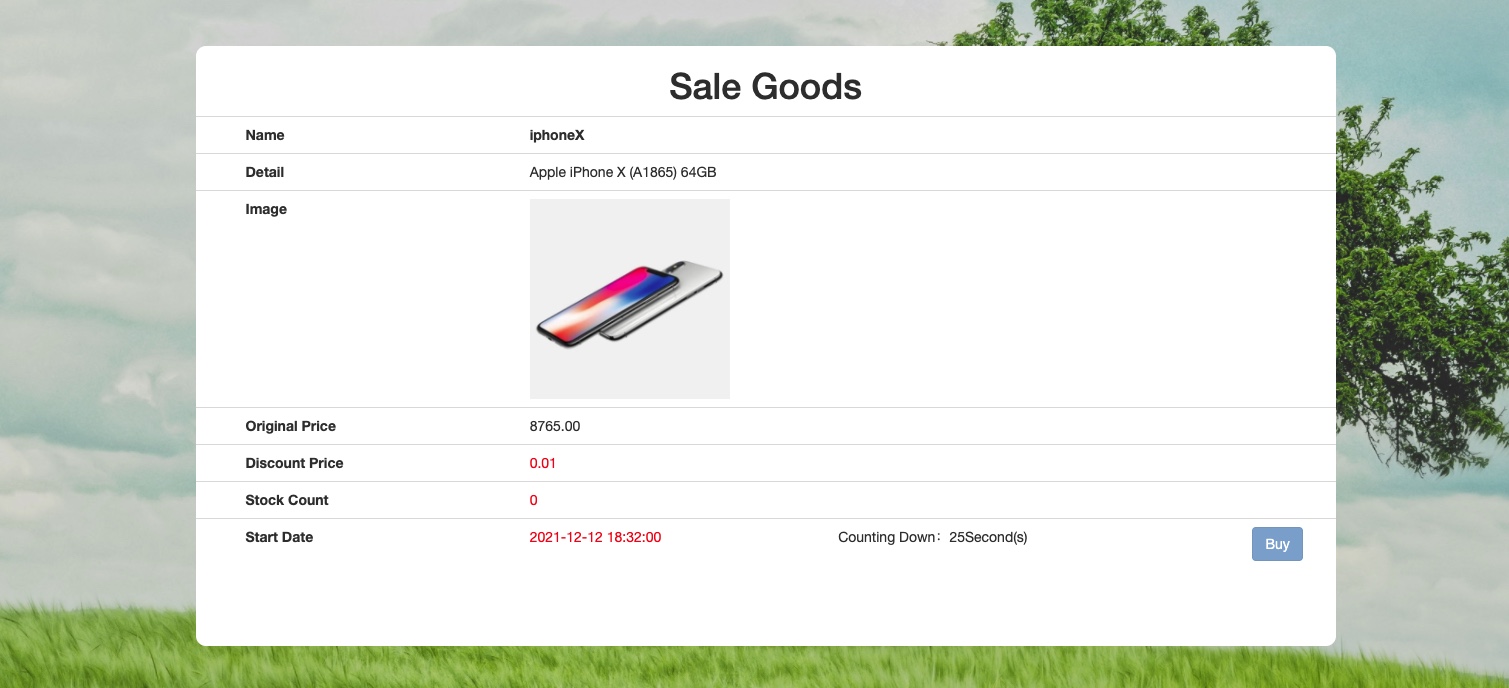 Sale Goods
Name iphoneX
Detail Apple iPhone X (A1865) 64GB
Image
Original Price 8765.00
Discount Price 0.01
Stock Count 0
Start Date 2021-12-12 18:32:00 Counting Down：25Second(s) Buy